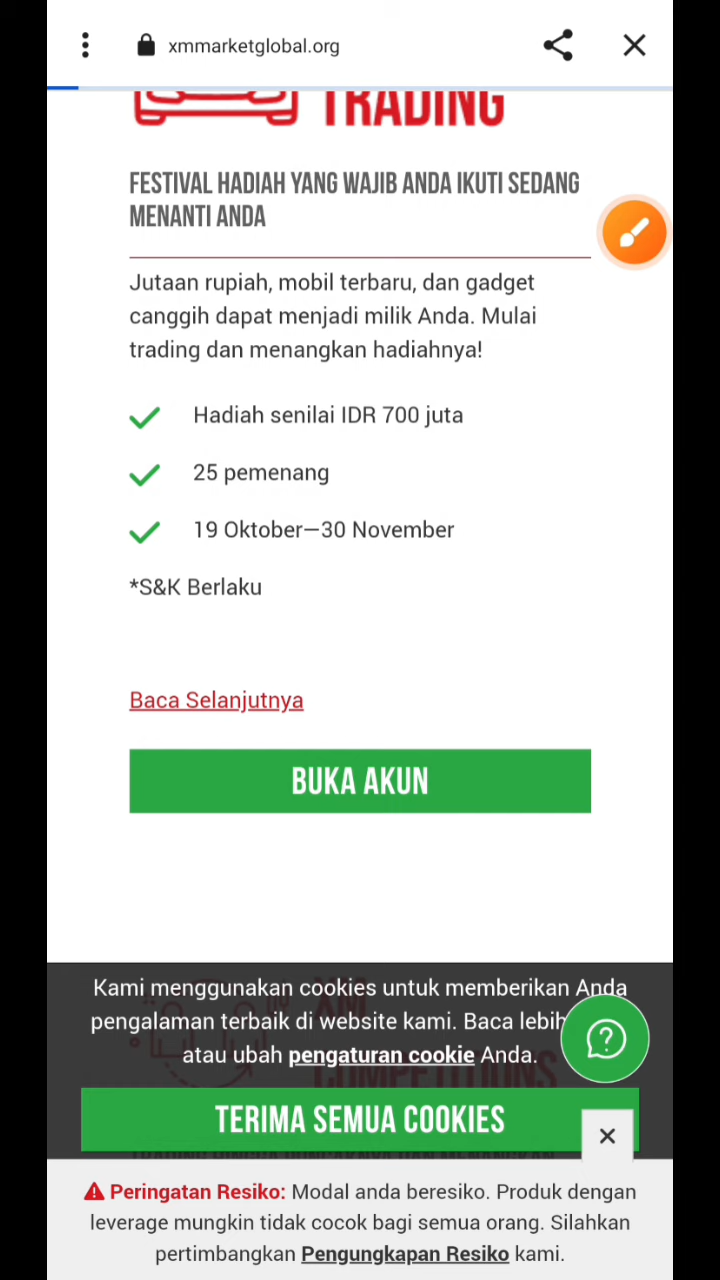 xmmarketglobal.org
TRADING
FESTIVAL HADIAH YANG WAJIB ANDA IKUTI SEDANG
MENANTI ANDA
Jutaan rupiah, mobil terbaru, dan gadget
canggih dapat menjadi milik Anda. Mulai
trading dan menangkan hadiahnya!
Hadiah senilai IDR 700 juta
25 pemenang
19 Oktober—30 November
*S&K Berlaku
Baca Selanjutnya
BUKA AKUN
XM
COMPETITIONS
Kami menggunakan cookies untuk memberikan Anda
pengalaman terbaik di website kami. Baca lebih
atau ubah pengaturan cookie Anda.
TERIMA SEMUA COOKIES
Peringatan Resiko: Modal anda beresiko. Produk dengan
leverage mungkin tidak cocok bagi semua orang. Silahkan
pertimbangkan Pengungkapan Resiko kami.